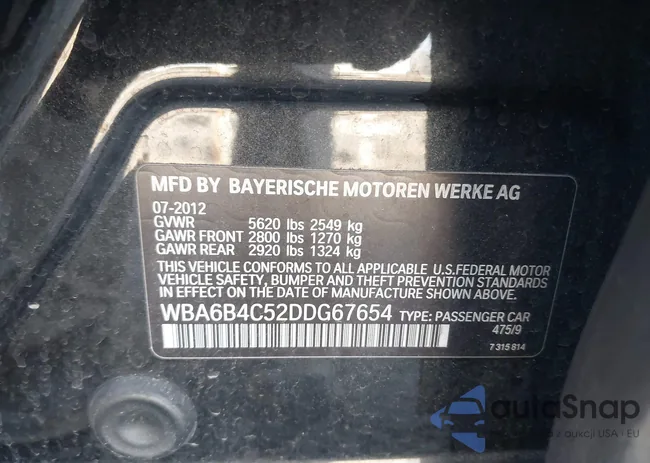 MFD BY BAYERISCHE MOTOREN WERKE AG
07-2012
GVWR 5620 lbs 2549 kg
GAWR FRONT 2800 lbs 1270 kg
GAWR REAR 2920 lbs 1324 kg
THIS VEHICLE CONFORMS TO ALL APPLICABLE U.S.FEDERAL MOTOR
VEHICLE SAFETY, BUMPER AND THEFT PREVENTION STANDARDS
IN EFFECT ON THE DATE OF MANUFACTURE SHOWN ABOVE.
WBA6B4C52DDG67654 TYPE: PASSENGER CAR
475/9
7 315 814
autoSnap
z aukcji USA - EU